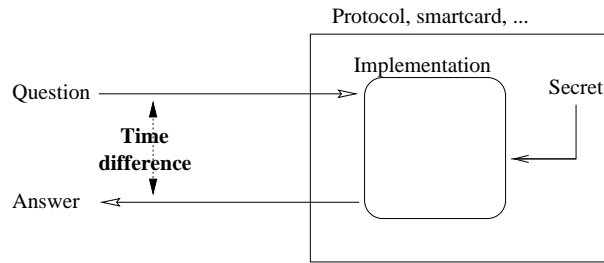 Protocol, smartcard, ...
Implementation
Secret
Question
Time
difference
Answer